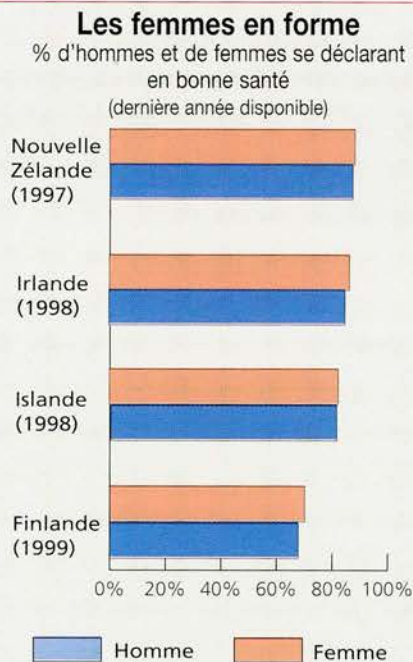 Les femmes en forme
% d'hommes et de femmes se déclarant
en bonne santé
(dernière année disponible)
Nouvelle
Zélande
(1997)
Irlande
(1998)
Islande
(1998)
Finlande
(1999)
0% 20% 40% 60% 80% 100%
Homme Femme